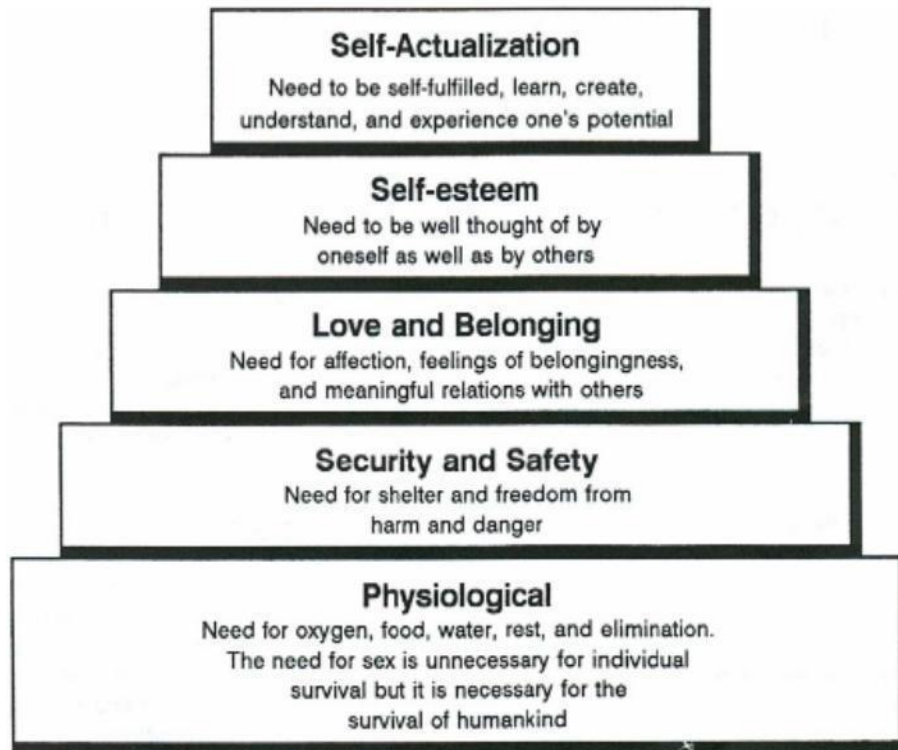 Self-Actualization
Need to be self-fulfilled, learn, create,
understand, and experience one's potential
Self-esteem
Need to be well thought of by
oneself as well as by others
Love and Belonging
Need for affection, feelings of belongingness,
and meaningful relations with others
Security and Safety
Need for shelter and freedom from
harm and danger
Physiological
Need for oxygen, food, water, rest, and elimination.
The need for sex is unnecessary for individual
survival but it is necessary for the
survival of humankind